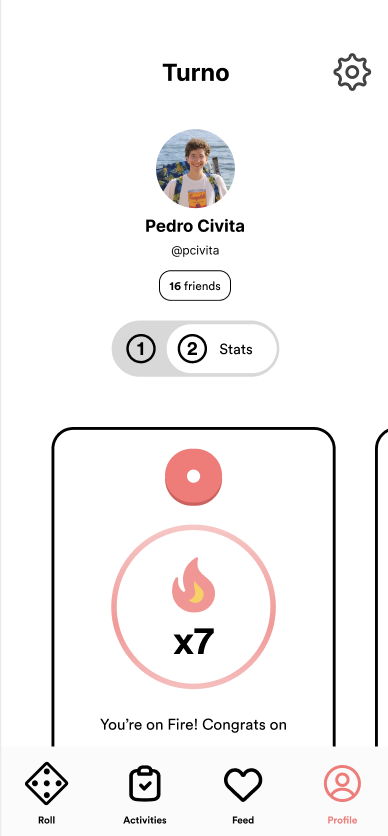 Turno
Pedro Civita
@pcivita
16 friends
1
2 Stats
x7
You're on Fire! Congrats on
Roll Activities Feed Profile